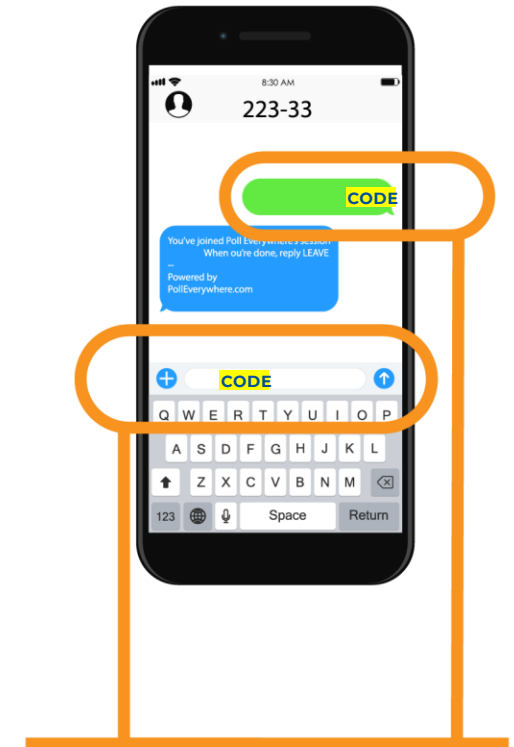 8:30 AM
223-33
CODE
You've joined Poll Everywhere's session
When ou're done, reply LEAVE
--
Powered by
PollEverywhere.com
CODE
Q W E R T Y U I O P
A S D F G H J K L
Z X C V B N M
123 Space Return